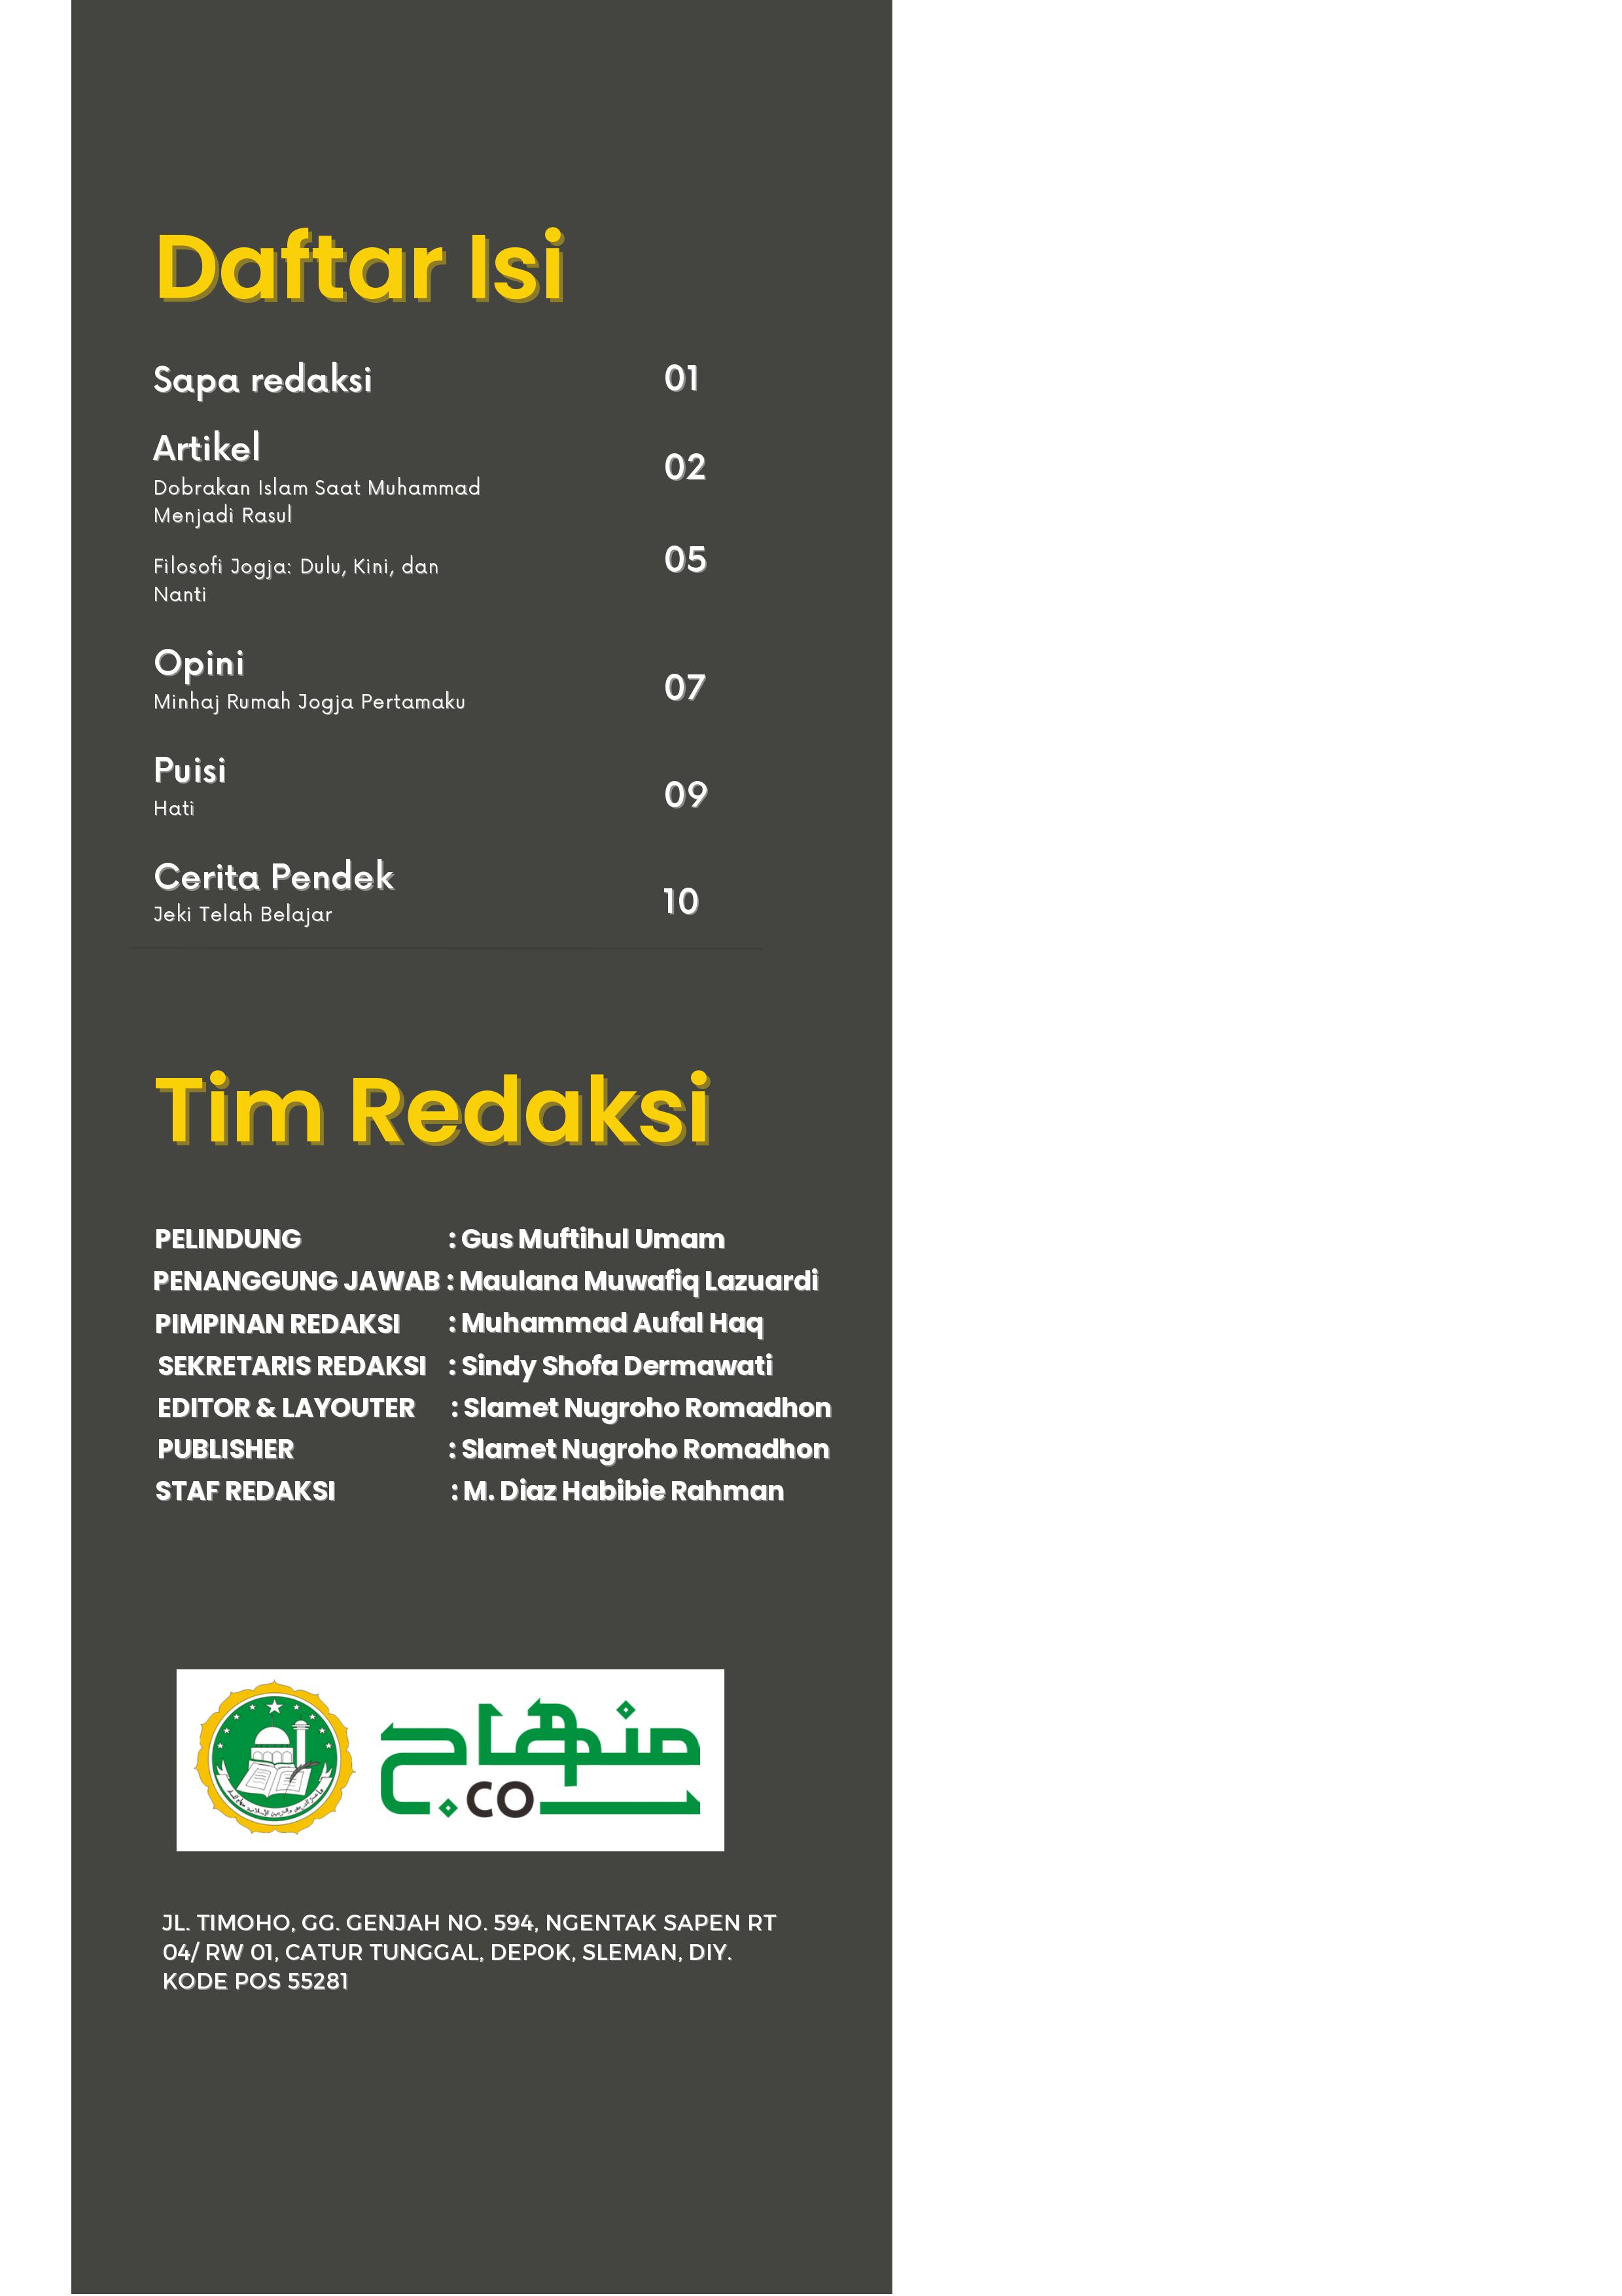 Daftar Isi
Sapa redaksi 01
Artikel 02
Dobrakan Islam Saat Muhammad
Menjadi Rasul
Filosofi Jogja: Dulu, Kini, dan 05
Nanti
Opini
Minhaj Rumah Jogja Pertamaku 07
Puisi
Hati 09
Cerita Pendek
Jeki Telah Belajar 10
Tim Redaksi
PELINDUNG : Gus Muftihul Umam
PENANGGUNG JAWAB : Maulana Muwafiq Lazuardi
PIMPINAN REDAKSI : Muhammad Aufal Haq
SEKRETARIS REDAKSI : Sindy Shofa Dermawati
EDITOR & LAYOUTER : Slamet Nugroho Romadhon
PUBLISHER : Slamet Nugroho Romadhon
STAF REDAKSI : M. Diaz Habibie Rahman
منهاج
.co
JL. TIMOHO, GG. GENJAH NO. 594, NGENTAK SAPEN RT
04/ RW 01, CATUR TUNGGAL, DEPOK, SLEMAN, DIY.
KODE POS 55281